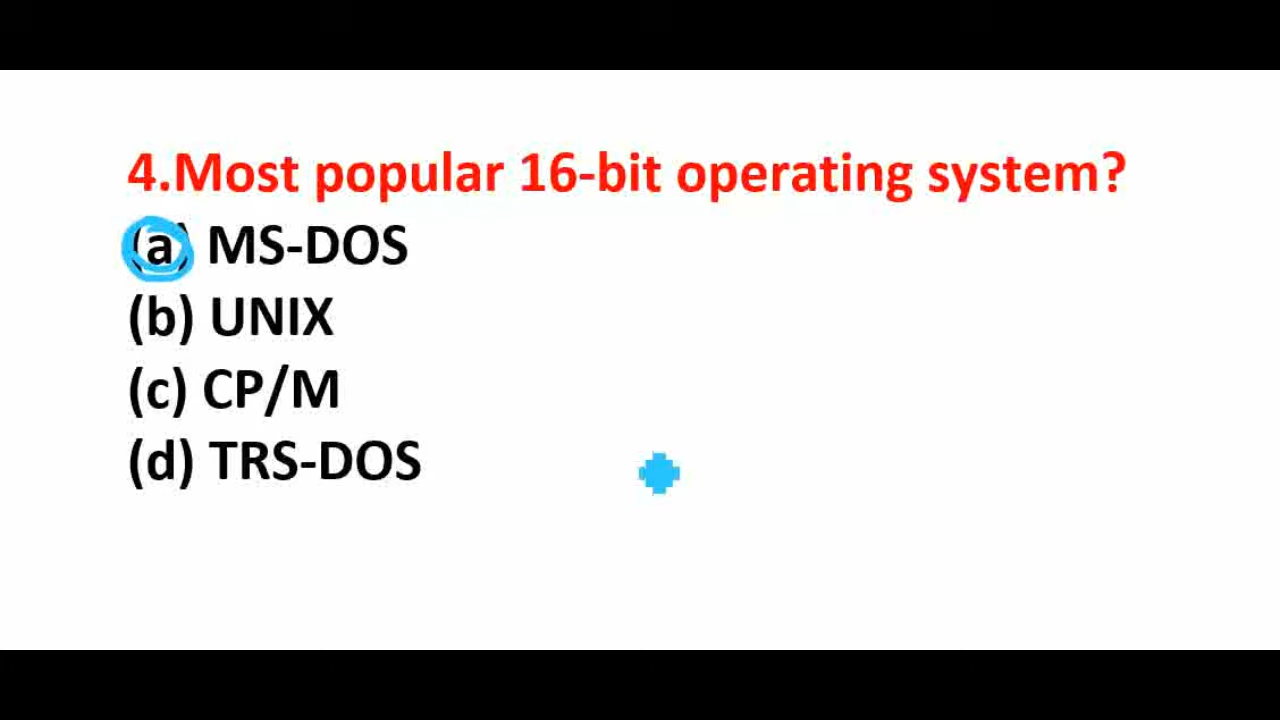 4.Most popular 16-bit operating system?
(a) MS-DOS
(b) UNIX
(c) CP/M
(d) TRS-DOS